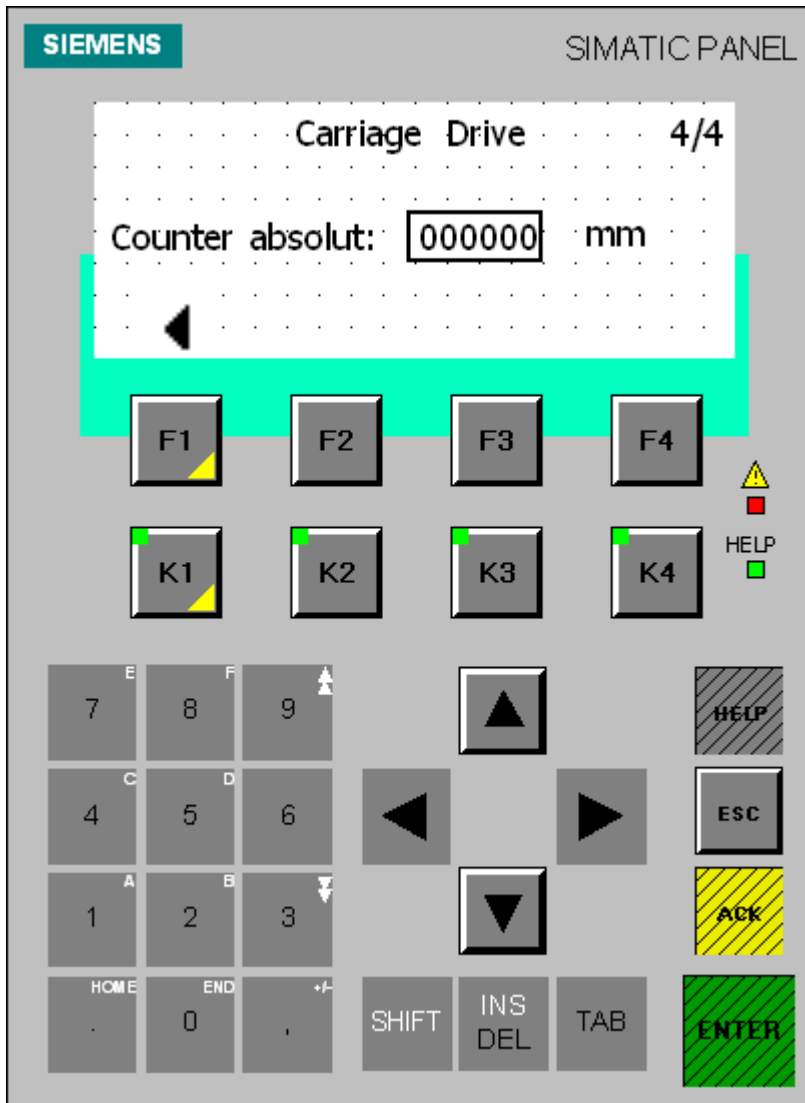 SIEMENS SIMATIC PANEL
Carriage Drive 4/4
Counter absolut: 000000 mm
F1 F2 F3 F4
K1 K2 K3 K4 HELP
7 E 8 F 9 HELP
4 C 5 D 6 ESC
1 A 2 B 3 ACK
. HOME 0 END , +/- SHIFT INS DEL TAB ENTER